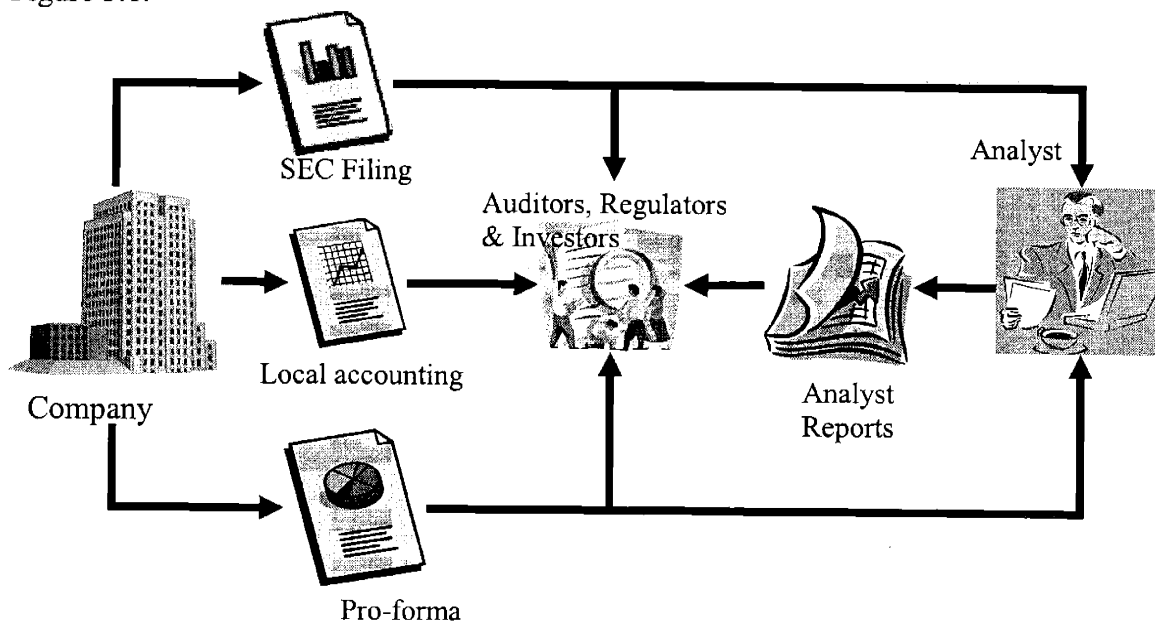 SEC Filing
Analyst
Auditors, Regulators
& Investors
Local accounting
Company
Analyst
Reports
Pro-forma